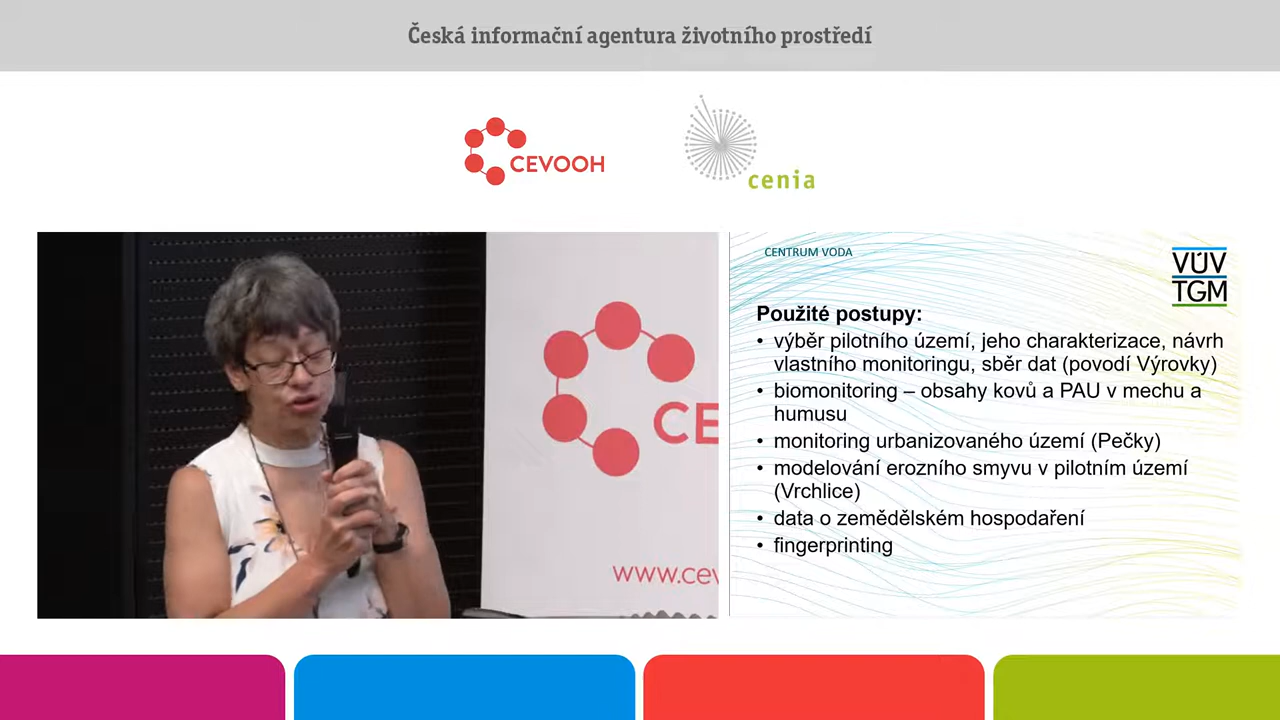 Česká informační agentura životního prostředí
CEVOOH
cenia
CE
www.cev
CENTRUM VODA
VÚV
TGM
Použité postupy:
• výběr pilotního území, jeho charakterizace, návrh
vlastního monitoringu, sběr dat (povodí Výrovky)
• biomonitoring – obsahy kovů a PAU v mechu a
humusu
• monitoring urbanizovaného území (Pečky)
• modelování erozního smyvu v pilotním území
(Vrchlice)
• data o zemědělském hospodaření
• fingerprinting